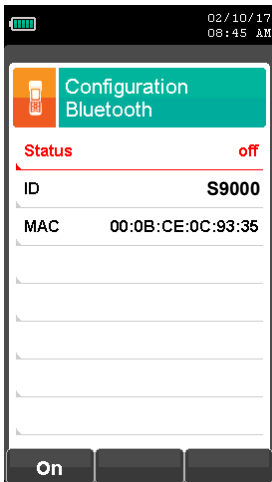 02/10/17
08:45 AM
Configuration
Bluetooth
Status off
ID S9000
MAC 00:0B:CE:0C:93:35
On